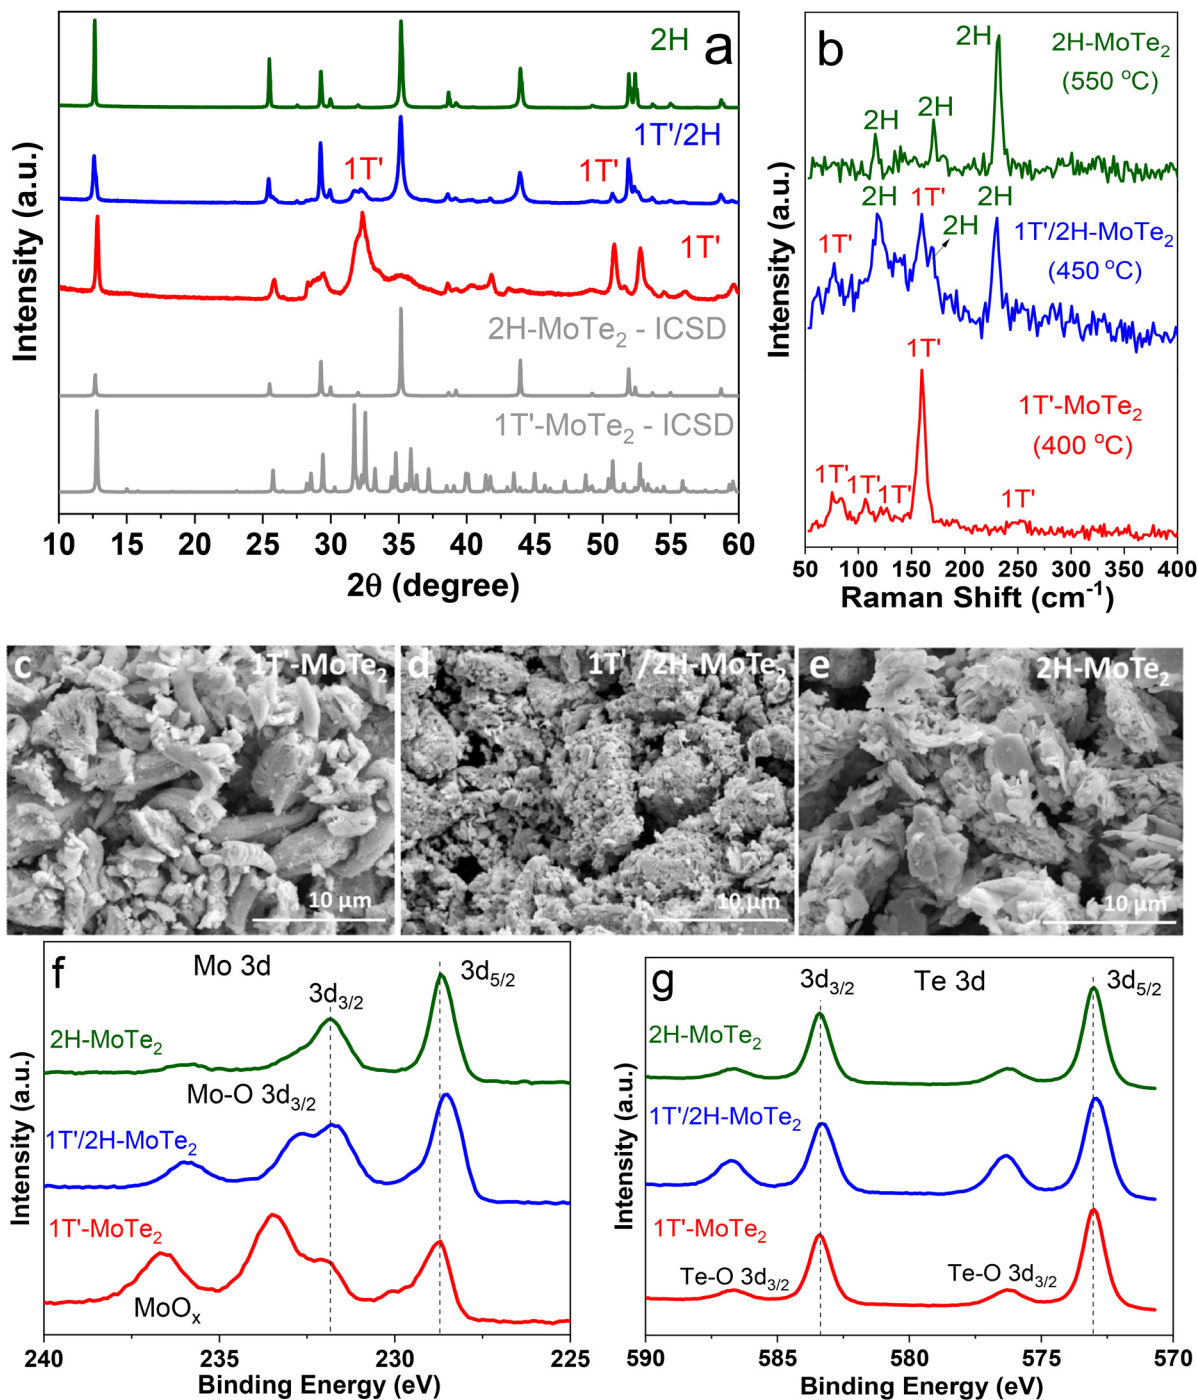 a
2H
1T'/2H
1T'
1T'
1T'
2H-MoTe2 - ICSD
1T'-MoTe2 - ICSD
Intensity (a.u.)
10 15 20 25 30 35 40 45 50 55 60
2θ (degree)
b
2H-MoTe2
(550 °C)
2H
2H
2H
1T'/2H-MoTe2
(450 °C)
1T'
2H
1T'
2H
2H
1T'-MoTe2
(400 °C)
1T'
1T'
1T'
1T'
1T'
Intensity (a.u.)
50 100 150 200 250 300 350 400
Raman Shift (cm-1)
c
1T'-MoTe2
10 µm
d
1T' /2H-MoTe2
10 µm
e
2H-MoTe2
10 µm
f
Mo 3d
3d3/2
3d5/2
2H-MoTe2
Mo-O 3d3/2
1T'/2H-MoTe2
1T'-MoTe2
MoOx
Intensity (a.u.)
240 235 230 225
Binding Energy (eV)
g
3d3/2
Te 3d
3d5/2
2H-MoTe2
1T'/2H-MoTe2
1T'-MoTe2
Te-O 3d3/2
Te-O 3d3/2
Intensity (a.u.)
590 585 580 575 570
Binding Energy (eV)